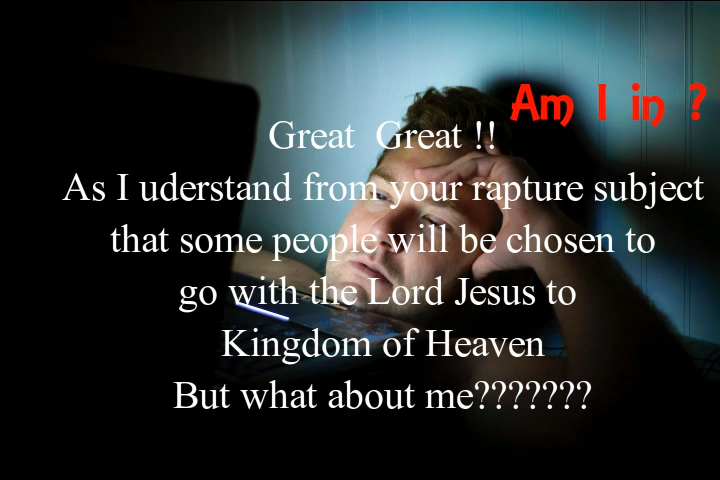 Am I in ?
Great Great !!
As I uderstand from your rapture subject
that some people will be chosen to
go with the Lord Jesus to
Kingdom of Heaven
But what about me???????